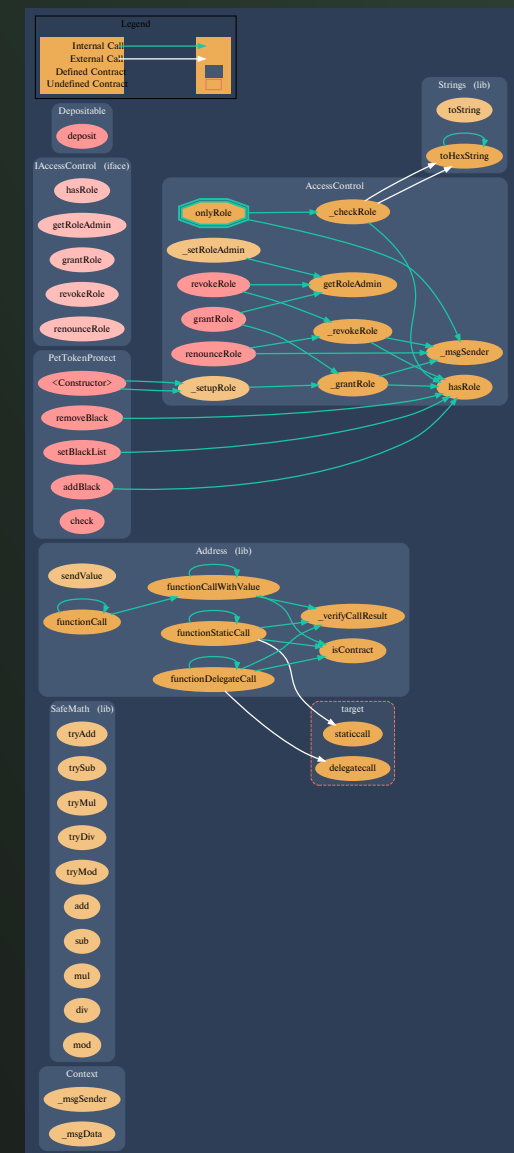 Legend
Internal Call
External Call
Defined Contract
Undefined Contract
Strings (lib)
toString
toHexString
Depositable
deposit
IAccessControl (iface)
hasRole
getRoleAdmin
grantRole
revokeRole
renounceRole
AccessControl
onlyRole
_checkRole
_setRoleAdmin
revokeRole
getRoleAdmin
grantRole
_revokeRole
renounceRole
_msgSender
_setupRole
_grantRole
hasRole
PetTokenProtect
<Constructor>
removeBlack
setBlackList
addBlack
check
Address (lib)
sendValue
functionCallWithValue
functionCall
_verifyCallResult
functionStaticCall
isContract
functionDelegateCall
target
staticcall
delegatecall
SafeMath (lib)
tryAdd
trySub
tryMul
tryDiv
tryMod
add
sub
mul
div
mod
Context
_msgSender
_msgData